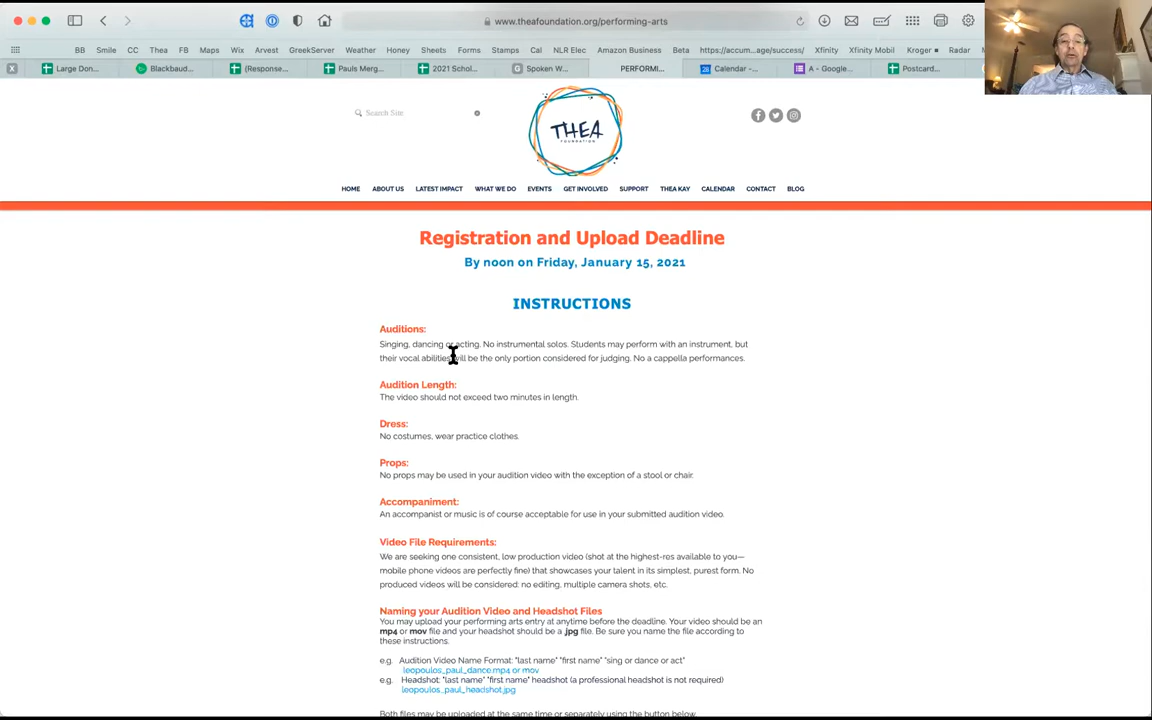 www.theafoundation.org/performing-arts
BB Smile CC Thea FB Maps Wix Arvest GreekServer Weather Honey Sheets Forms Stamps Cal NLR Elec Amazon Business Beta https://accum...age/success/ Xfinity Xfinity Mobil Kroger Radar
X Large Don... Blackbaud... (Response... Pauls Merg... 2021 Schol... Spoken W... PERFORMI... Calendar -... A - Google... Postcard...
Search Site
THEA
FOUNDATION
HOME ABOUT US LATEST IMPACT WHAT WE DO EVENTS GET INVOLVED SUPPORT THEA KAY CALENDAR CONTACT BLOG
Registration and Upload Deadline
By noon on Friday, January 15, 2021
INSTRUCTIONS
Auditions:
Singing, dancing or acting. No instrumental solos. Students may perform with an instrument, but
their vocal abilities will be the only portion considered for judging. No a cappella performances.
Audition Length:
The video should not exceed two minutes in length.
Dress:
No costumes, wear practice clothes.
Props:
No props may be used in your audition video with the exception of a stool or chair.
Accompaniment:
An accompanist or music is of course acceptable for use in your submitted audition video.
Video File Requirements:
We are seeking one consistent, low production video (shot at the highest-res available to you—
mobile phone videos are perfectly fine) that showcases your talent in its simplest, purest form. No
produced videos will be considered: no editing, multiple camera shots, etc.
Naming your Audition Video and Headshot Files
You may upload your performing arts entry at anytime before the deadline. Your video should be an
mp4 or mov file and your headshot should be a .jpg file. Be sure you name the file according to
these instructions.
e.g. Audition Video Name Format: "last name" "first name" "sing or dance or act"
leopoulos_paul_dance.mp4 or mov
e.g. Headshot: "last name" "first name" headshot (a professional headshot is not required)
leopoulos_paul_headshot.jpg
Both files may be uploaded at the same time or separately using the button below.